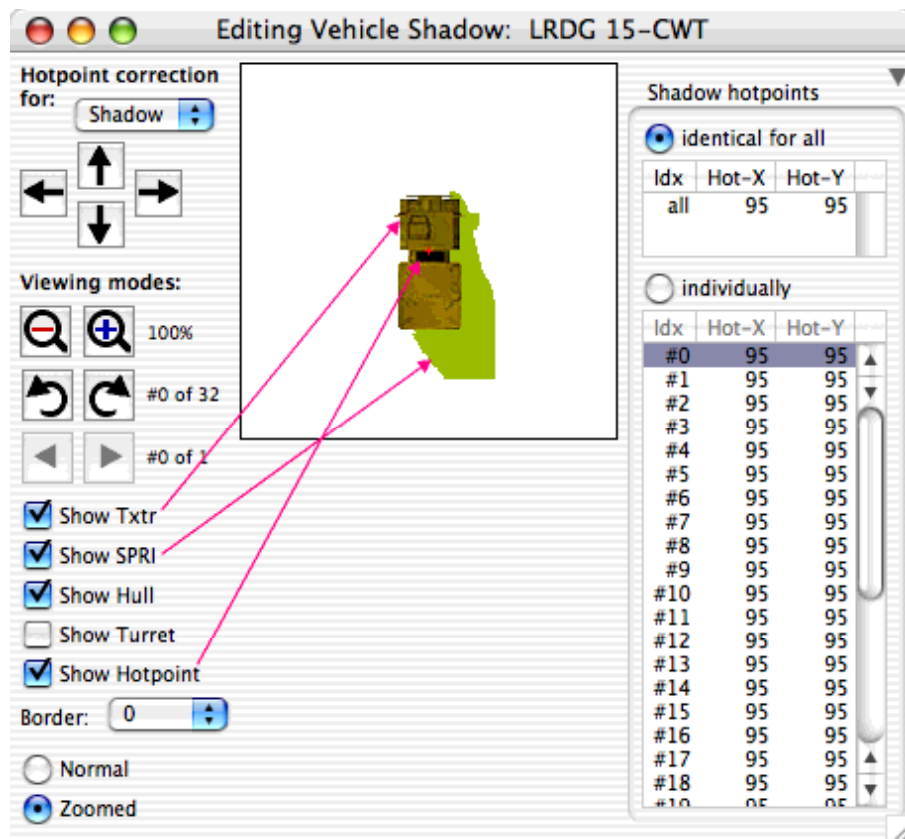 Editing Vehicle Shadow: LRDG 15-CWT
Hotpoint correction
for:
Shadow
Viewing modes:
100%
#0 of 32
#0 of 1
Show Txtr
Show SPRI
Show Hull
Show Turret
Show Hotpoint
Border: 0
Normal
Zoomed
Shadow hotpoints
identical for all
Idx Hot-X Hot-Y
all 95 95
individually
Idx Hot-X Hot-Y
#0 95 95
#1 95 95
#2 95 95
#3 95 95
#4 95 95
#5 95 95
#6 95 95
#7 95 95
#8 95 95
#9 95 95
#10 95 95
#11 95 95
#12 95 95
#13 95 95
#14 95 95
#15 95 95
#16 95 95
#17 95 95
#18 95 95
#19 95 95